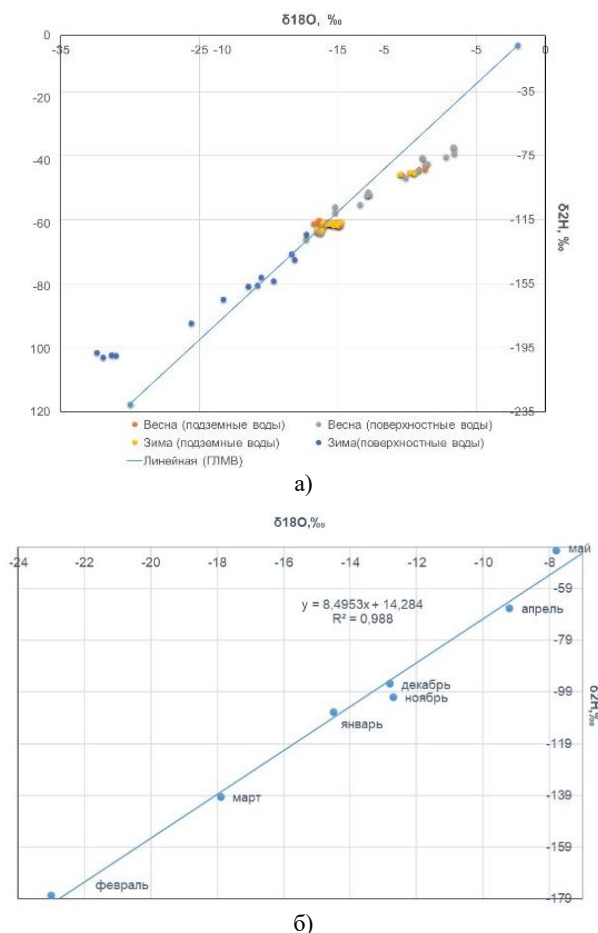 δ18O, ‰
0 -35 -25 -10 -15 -5 -5 0
-20 -35
-40 -75
-60 -115
-80 -155
100 -195
120 -235
δ2H, ‰
Весна (подземные воды) Весна (поверхностные воды)
Зима (подземные воды) Зима(поверхностные воды)
Линейная (ГЛМВ)
а)
δ18O,‰
-24 -22 -20 -18 -16 -14 -12 -10 -8
май
-59
y = 8,4953x + 14,284
R² = 0,988
апрель
-79
декабрь -99
ноябрь
январь -119
март -139
-159
февраль -179
δ2H,‰
б)